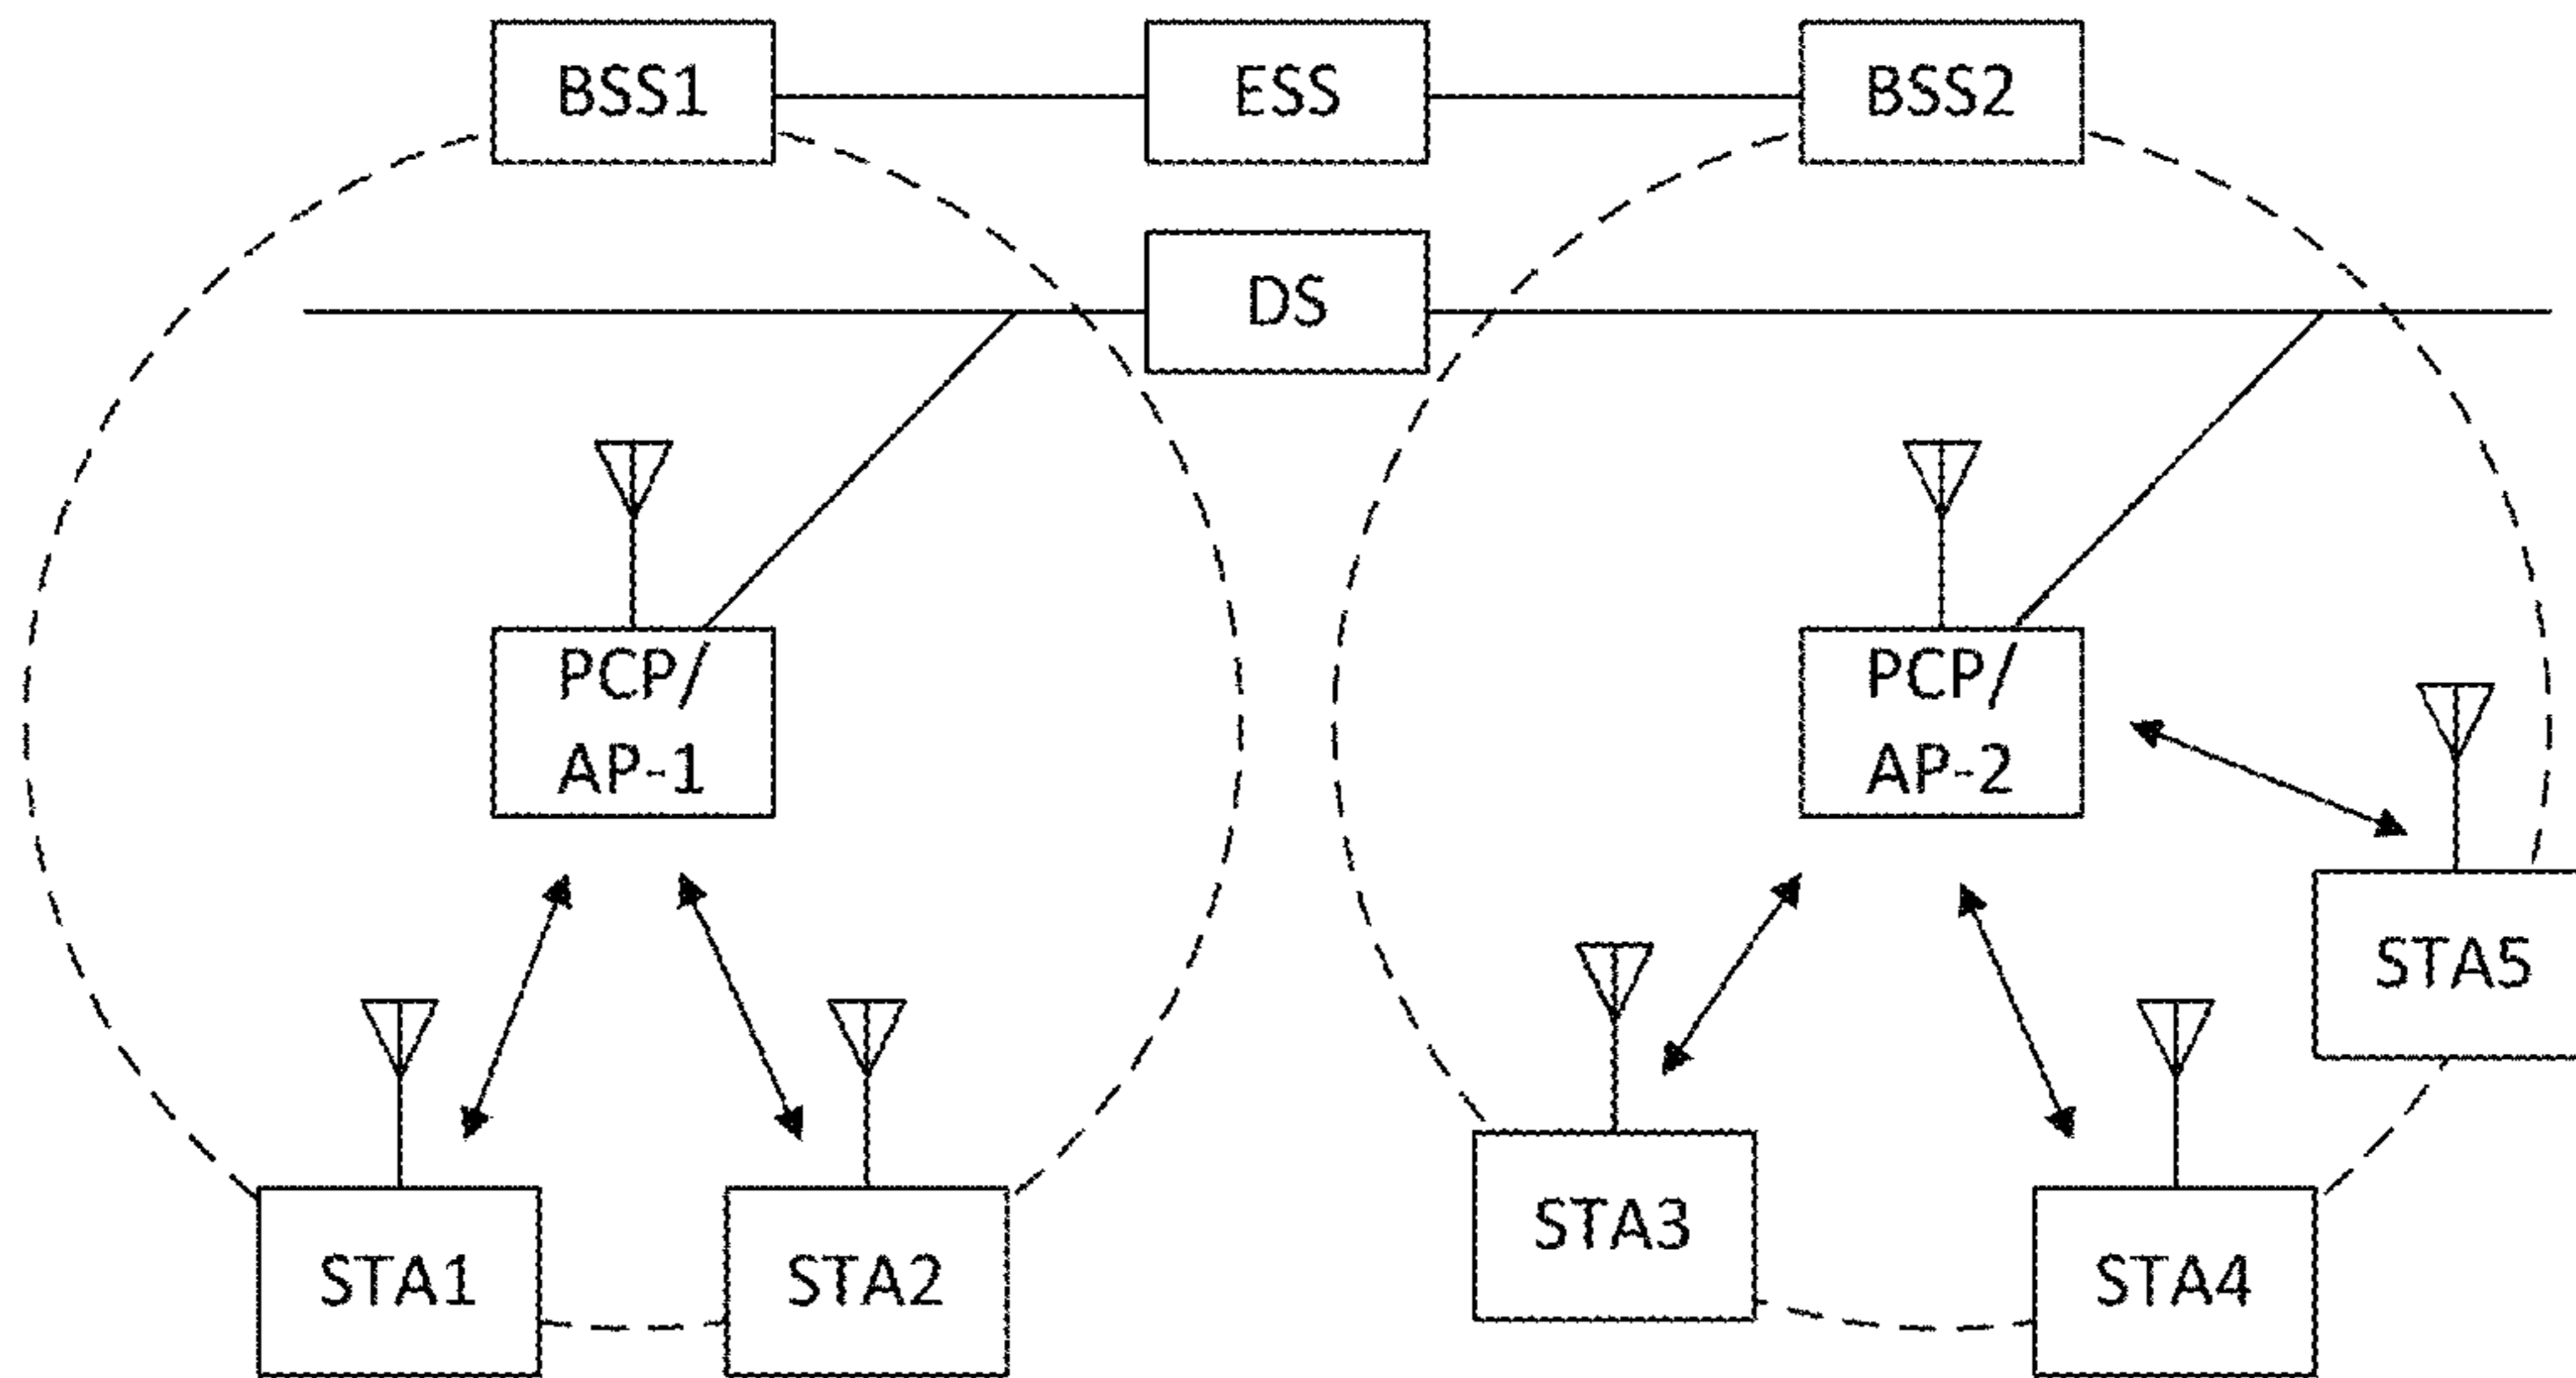 BSS1
ESS
BSS2
DS
PCP/
AP-1
PCP/
AP-2
STA5
STA3
STA1
STA2
STA4